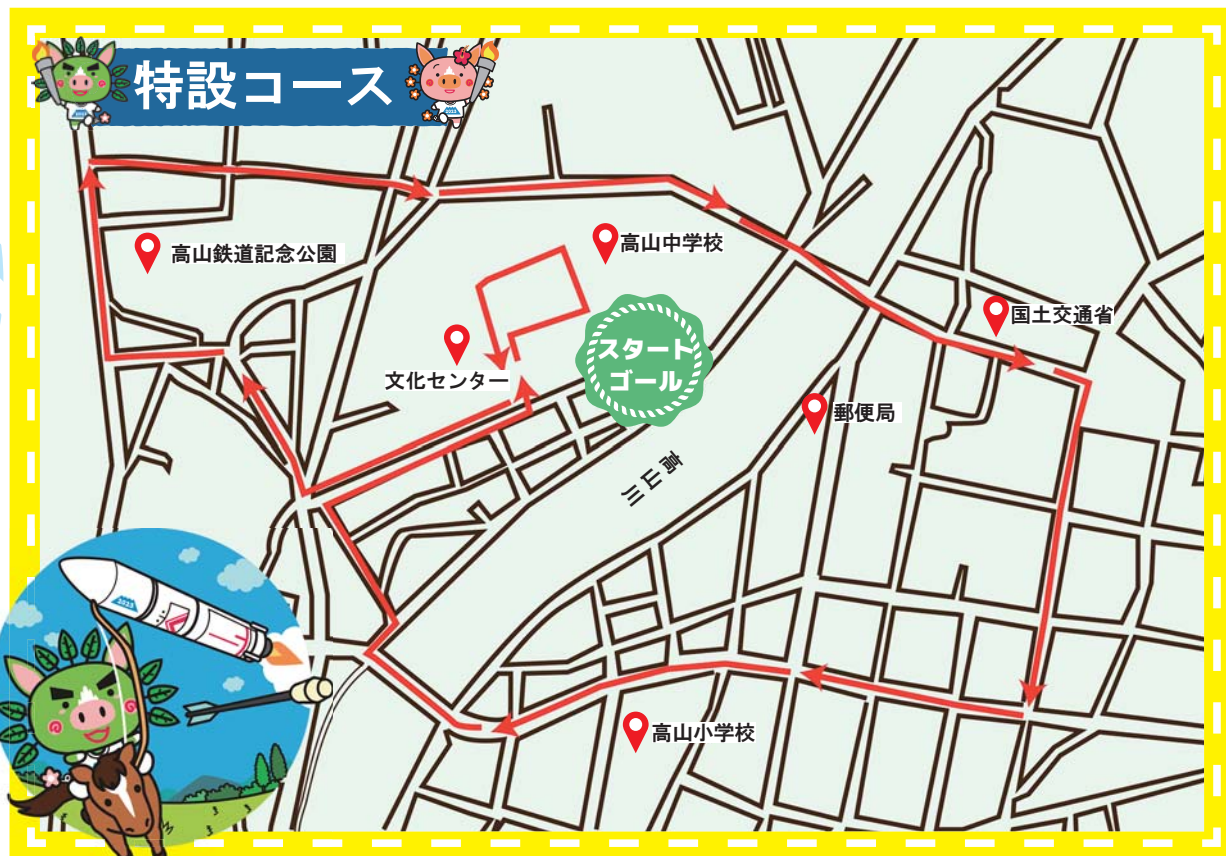 特設コース
高山中学校
高山鉄道記念公園
国土交通省
スタート
ゴール
文化センター
郵便局
高山川
2023
高山小学校